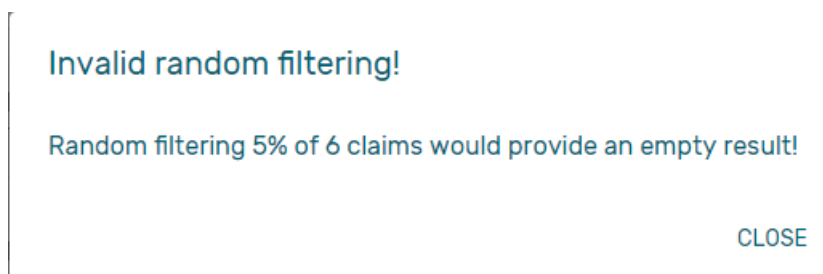 Invalid random filtering!
Random filtering 5% of 6 claims would provide an empty result!
CLOSE